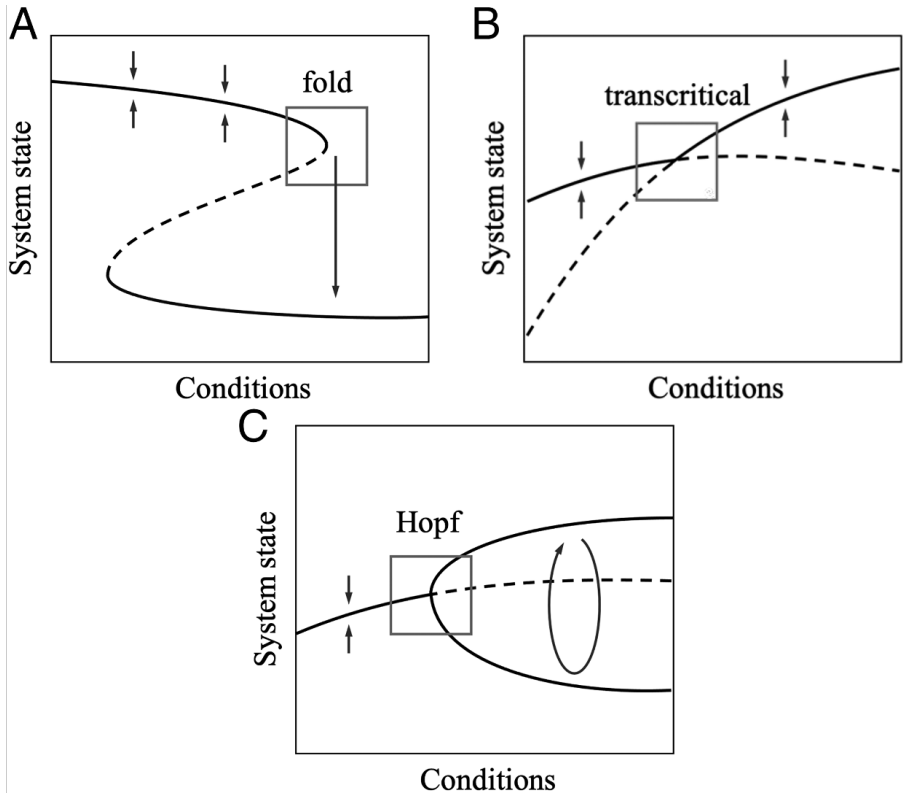 A
fold
System state
Conditions
B
transcritical
System state
Conditions
C
Hopf
System state
Conditions